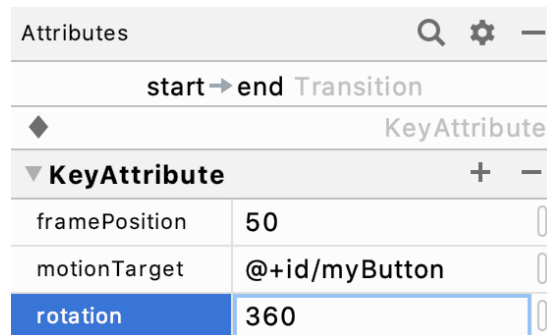 Attributes
start end Transition
KeyAttribute
KeyAttribute
framePosition 50
motionTarget @+id/myButton
rotation 360